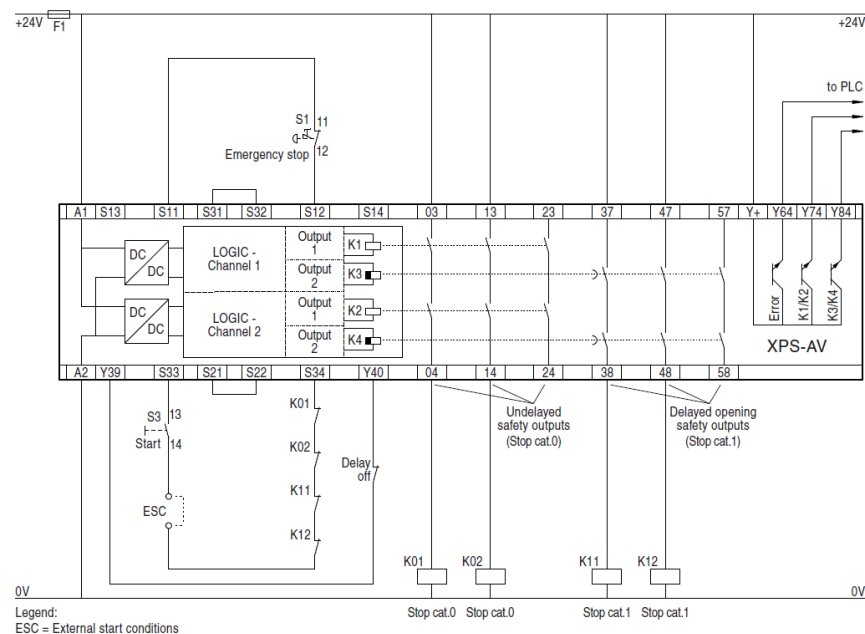 +24V F1 +24V
to PLC
S1 11
Emergency stop 12
A1 S13 S11 S31 S32 S12 S14 03 13 23 37 47 57 Y+ Y64 Y74 Y84
DC DC
LOGIC - Channel 1
Output 1
K1
Output 2
K3
DC DC
LOGIC - Channel 2
Output 1
K2
Output 2
K4
Error
K1/K2
K3/K4
XPS-AV
A2 Y39 S33 S21 S22 S34 Y40 04 14 24 38 48 58
S3 13
Start 14
ESC
K01
K02
K11
K12
Delay off
Undelayed
safety outputs
(Stop cat.0)
Delayed opening
safety outputs
(Stop cat.1)
K01 K02 K11 K12
0V 0V
Stop cat.0 Stop cat.0 Stop cat.1 Stop cat.1
Legend:
ESC = External start conditions